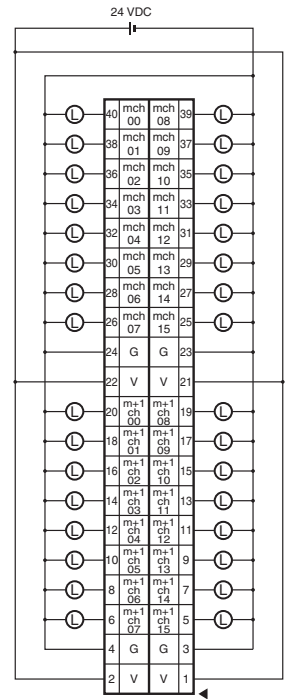 24 VDC
L 40 mch 00 mch 08 39 L
L 38 mch 01 mch 09 37 L
L 36 mch 02 mch 10 35 L
L 34 mch 03 mch 11 33 L
L 32 mch 04 mch 12 31 L
L 30 mch 05 mch 13 29 L
L 28 mch 06 mch 14 27 L
L 26 mch 07 mch 15 25 L
24 G G 23
22 V V 21
L 20 m+1 ch 00 m+1 ch 08 19 L
L 18 m+1 ch 01 m+1 ch 09 17 L
L 16 m+1 ch 02 m+1 ch 10 15 L
L 14 m+1 ch 03 m+1 ch 11 13 L
L 12 m+1 ch 04 m+1 ch 12 11 L
L 10 m+1 ch 05 m+1 ch 13 9 L
L 8 m+1 ch 06 m+1 ch 14 7 L
L 6 m+1 ch 07 m+1 ch 15 5 L
4 G G 3
2 V V 1